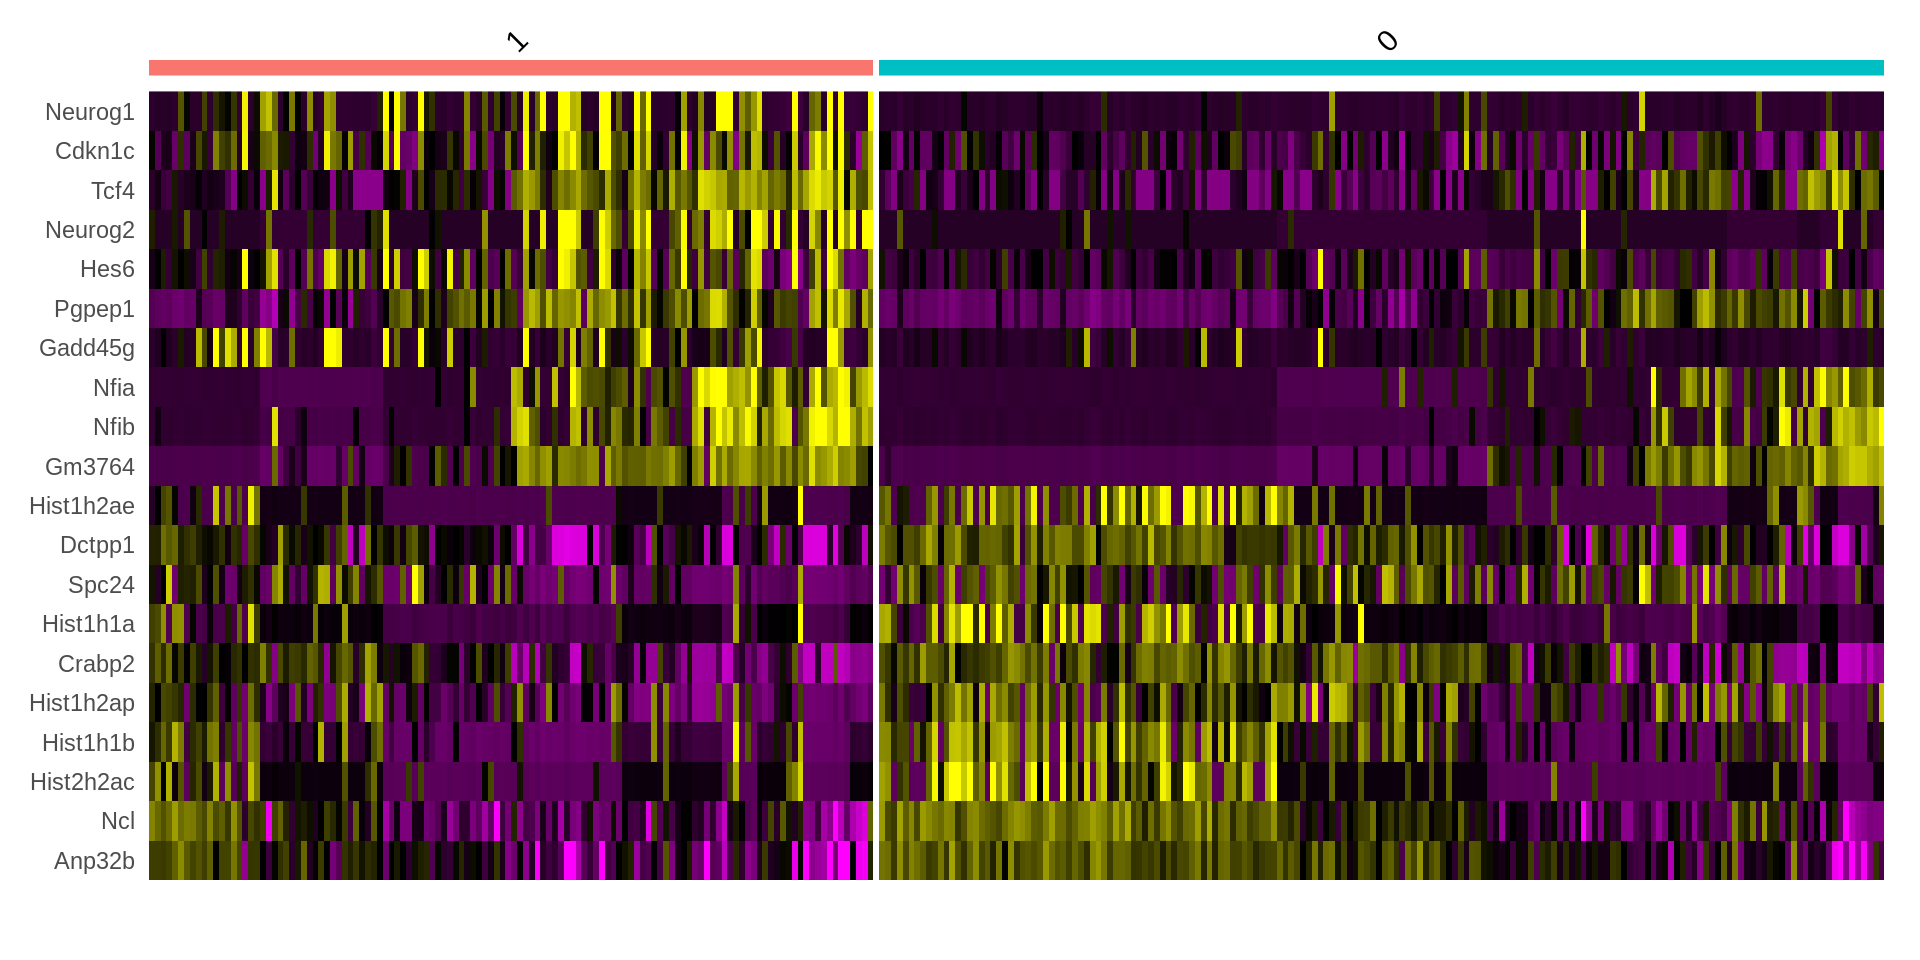 1
0
Neurog1
Cdkn1c
Tcf4
Neurog2
Hes6
Pgpep1
Gadd45g
Nfia
Nfib
Gm3764
Hist1h2ae
Dctpp1
Spc24
Hist1h1a
Crabp2
Hist1h2ap
Hist1h1b
Hist2h2ac
Ncl
Anp32b